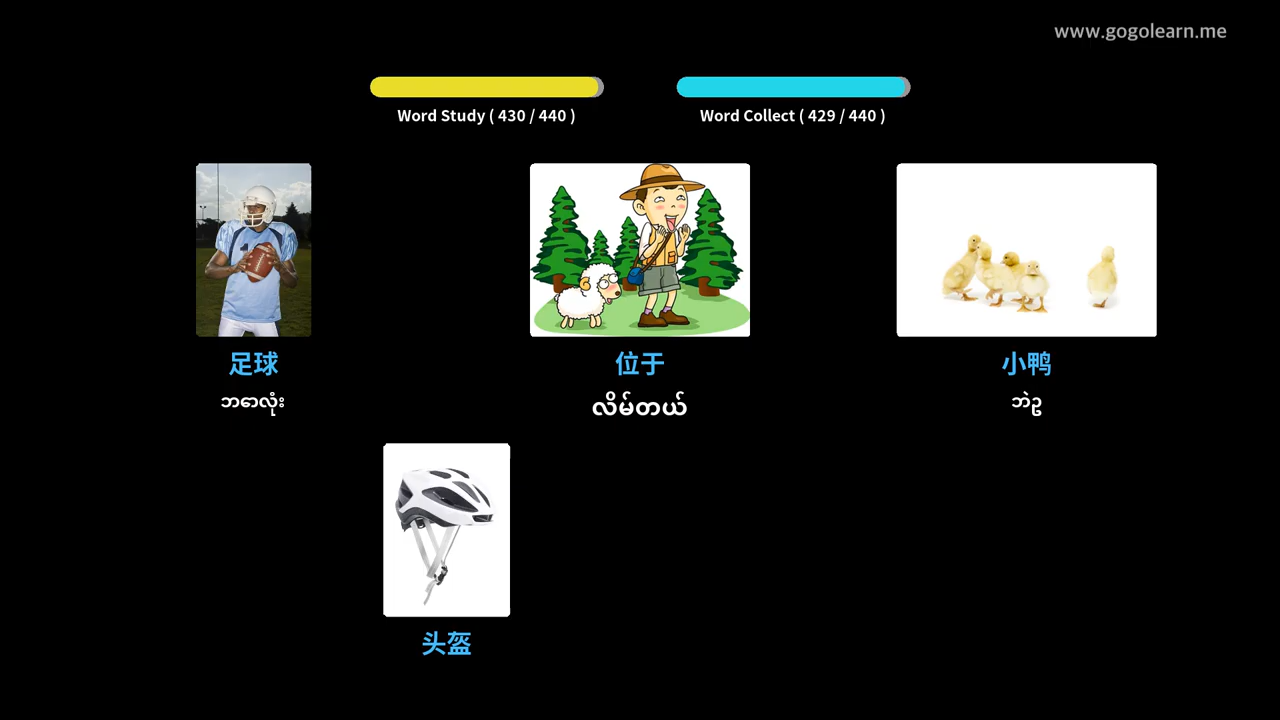 www.gogolearn.me
Word Study ( 430 / 440 )
Word Collect ( 429 / 440 )
足球
位于
小鸭
ဘောလုံး
လိမ်တယ်
ဘဲဥ
头盔